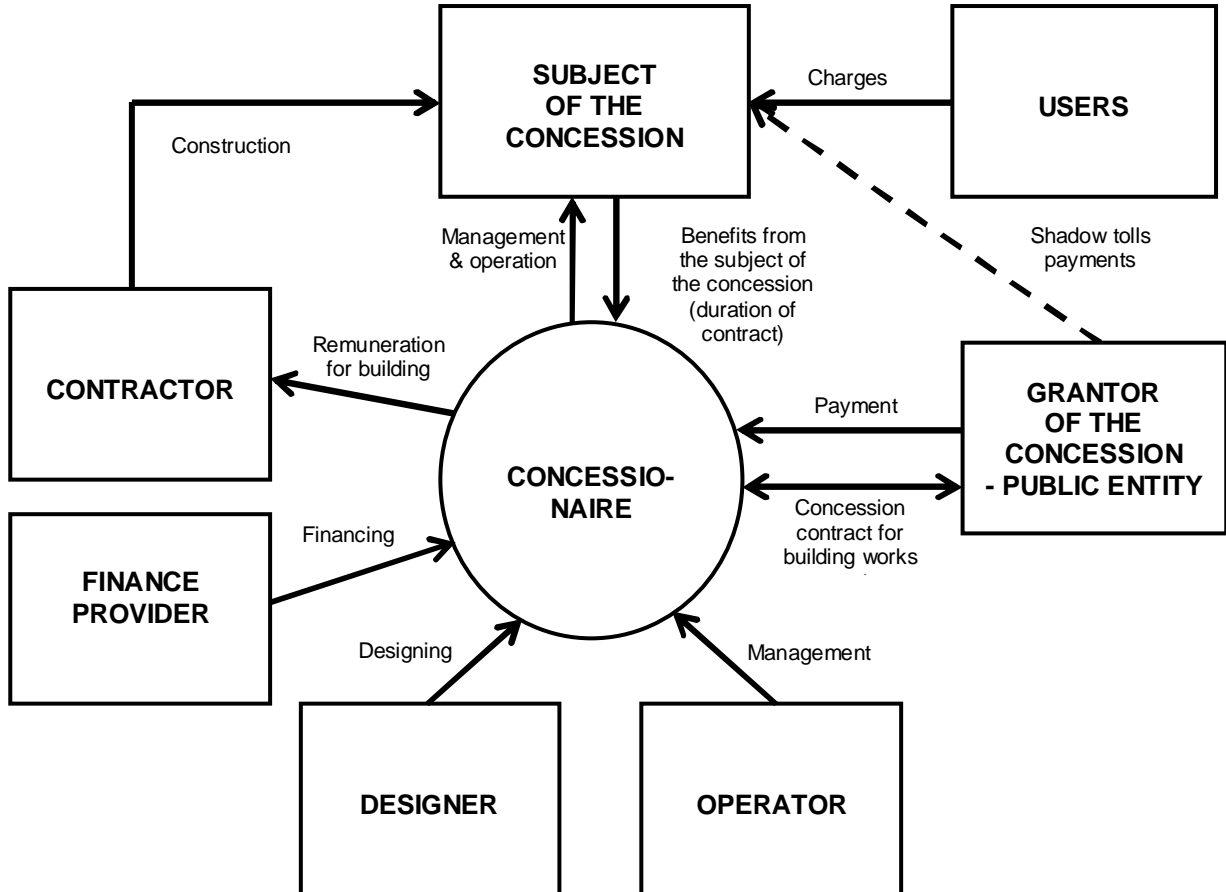 SUBJECT
OF THE
CONCESSION
Charges
USERS
Construction
Management
& operation
Benefits from
the subject of
the concession
(duration of
contract)
Shadow tolls
payments
CONTRACTOR
Remuneration
for building
Payment
GRANTOR
OF THE
CONCESSION
- PUBLIC ENTITY
CONCESSIO-
NAIRE
Concession
contract for
building works
Financing
FINANCE
PROVIDER
Designing
Management
DESIGNER
OPERATOR